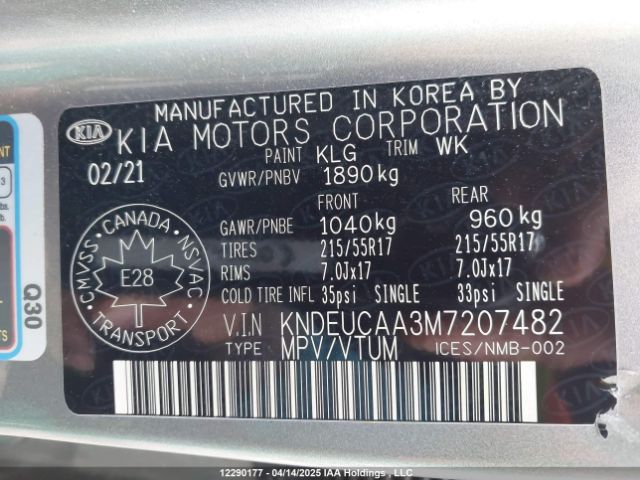 MANUFACTURED IN KOREA BY
KIA KIA MOTORS CORPORATION
02/21 PAINT KLG TRIM WK
GVWR/PNBV 1890kg
FRONT REAR
GAWR/PNBE 1040kg 960kg
TIRES 215/55R17 215/55R17
RIMS 7.0Jx17 7.0Jx17
COLD TIRE INFL 35psi SINGLE 33psi SINGLE
CANADA
CMVSS NSVAC
E28
TRANSPORT
V.I.N KNDEUCAA3M7207482
TYPE MPV/VTUM ICES/NMB-002
Q30
12290177 - 04/14/2025 IAA Holdings , LLC